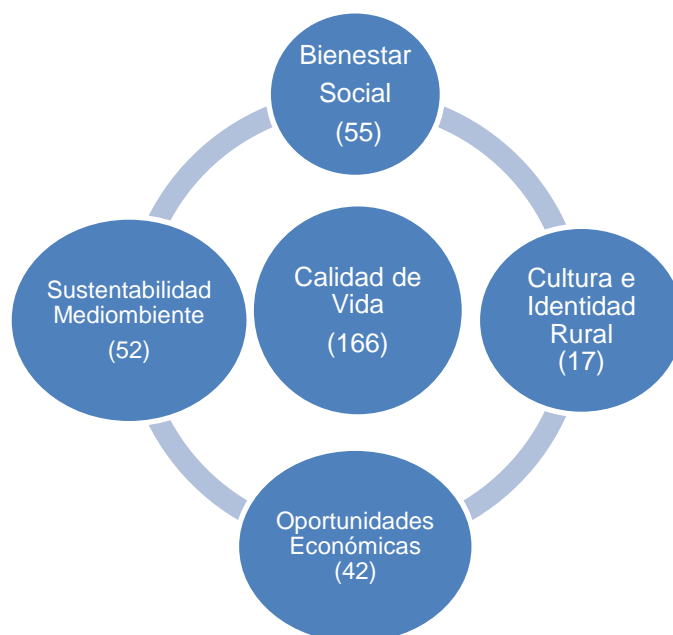 Bienestar
Social
(55)
Sustentabilidad
Mediombiente
(52)
Calidad de
Vida
(166)
Cultura e
Identidad
Rural
(17)
Oportunidades
Económicas
(42)